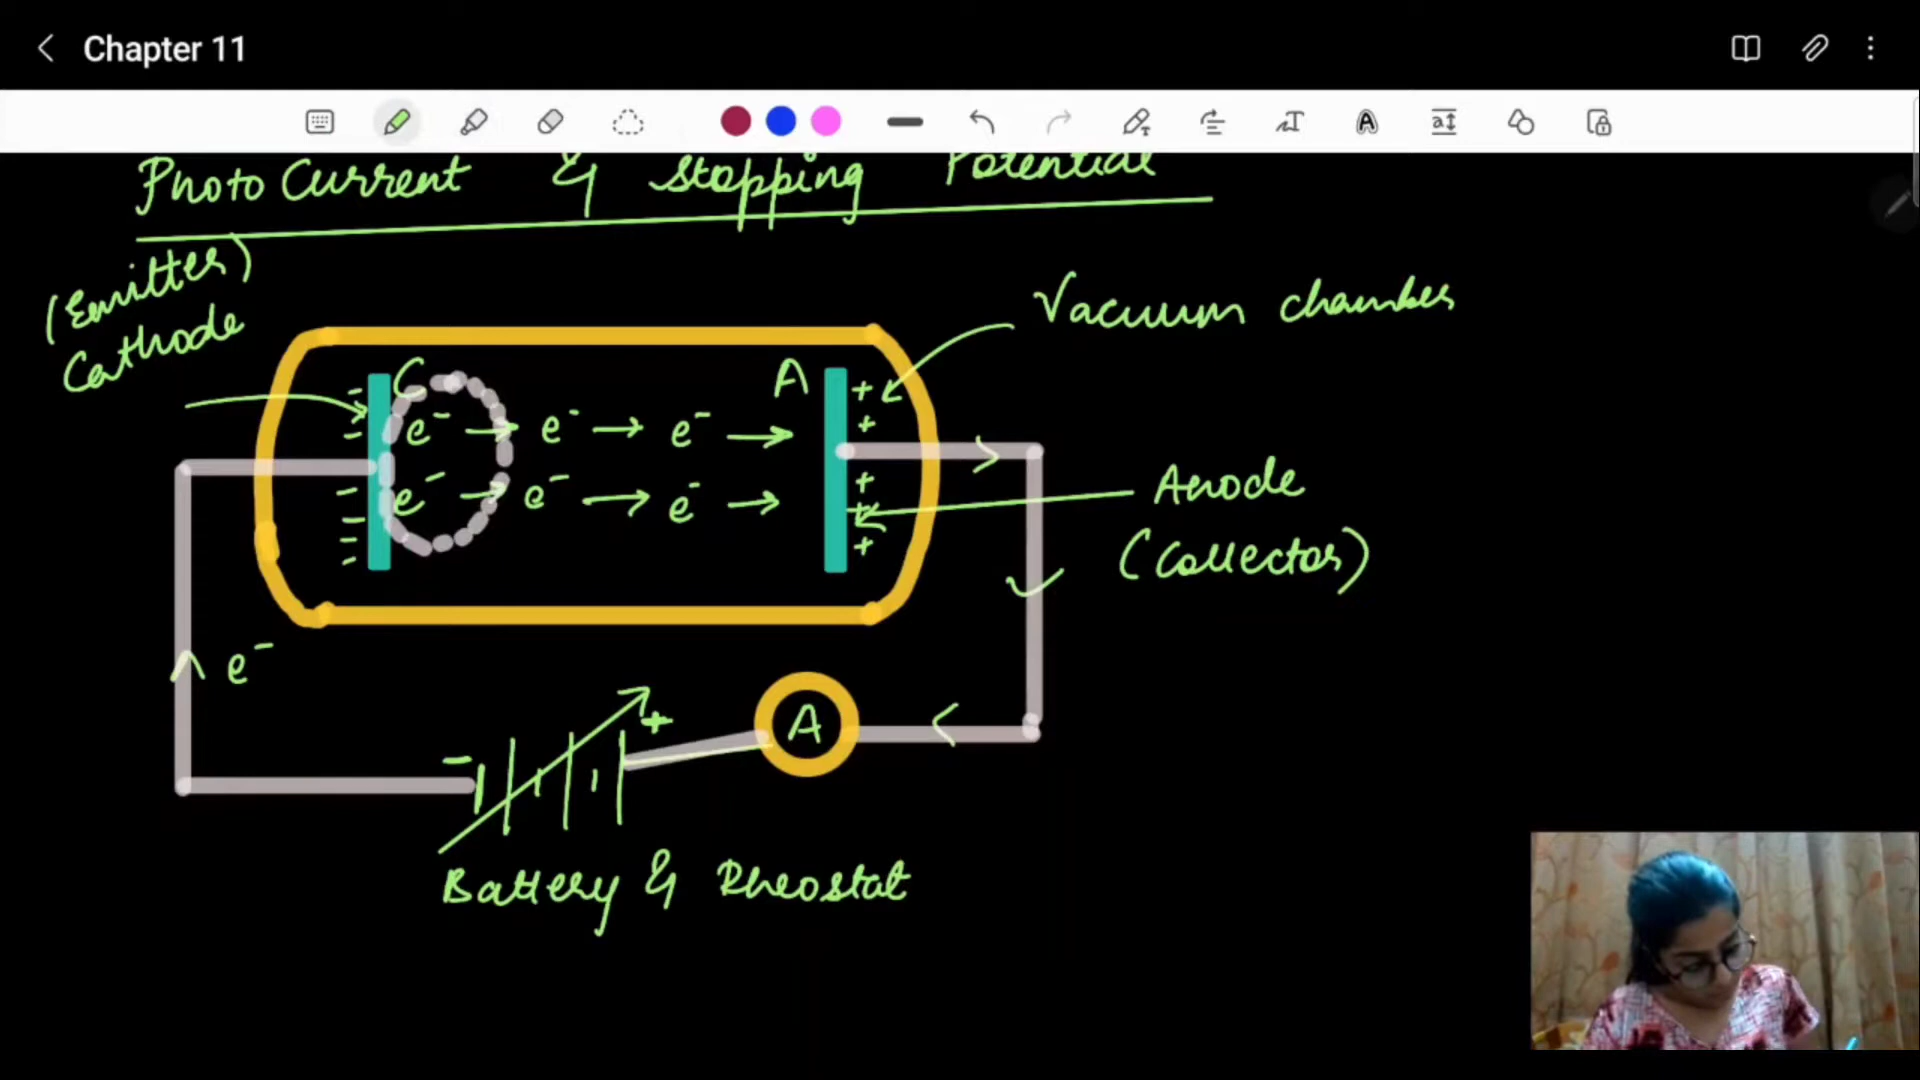 Chapter 11
Photo Current & Stopping Potential
(Emitter)
Cathode
Vacuum chamber
C
A
- + 
- e⁻ → e⁻ → e⁻ → +
- e⁻ → e⁻ → e⁻ → +
- +
- +
-
Anode
(Collector)
e⁻
- +
A
Battery & Rheostat